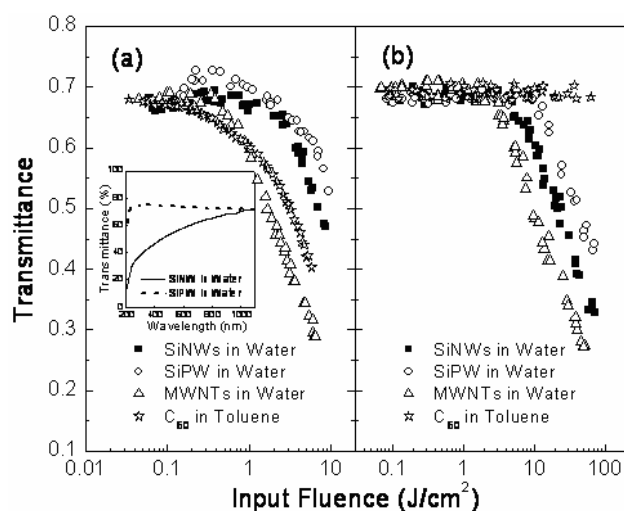 0.8
0.7
0.6
0.5
0.4
0.3
0.2
0.1
Transmittance
(a)
(b)
100
80
60
40
20
0
Transmittance (%)
SiNW in Water
SiPW in Water
200 400 600 800 1000
Wavelength (nm)
SiNWs in Water
SiPW in Water
MWNTs in Water
C60 in Toluene
SiNWs in Water
SiPW in Water
MWNTs in Water
C60 in Toluene
0.01 0.1 1 10 0.1 1 10 100
Input Fluence (J/cm²)